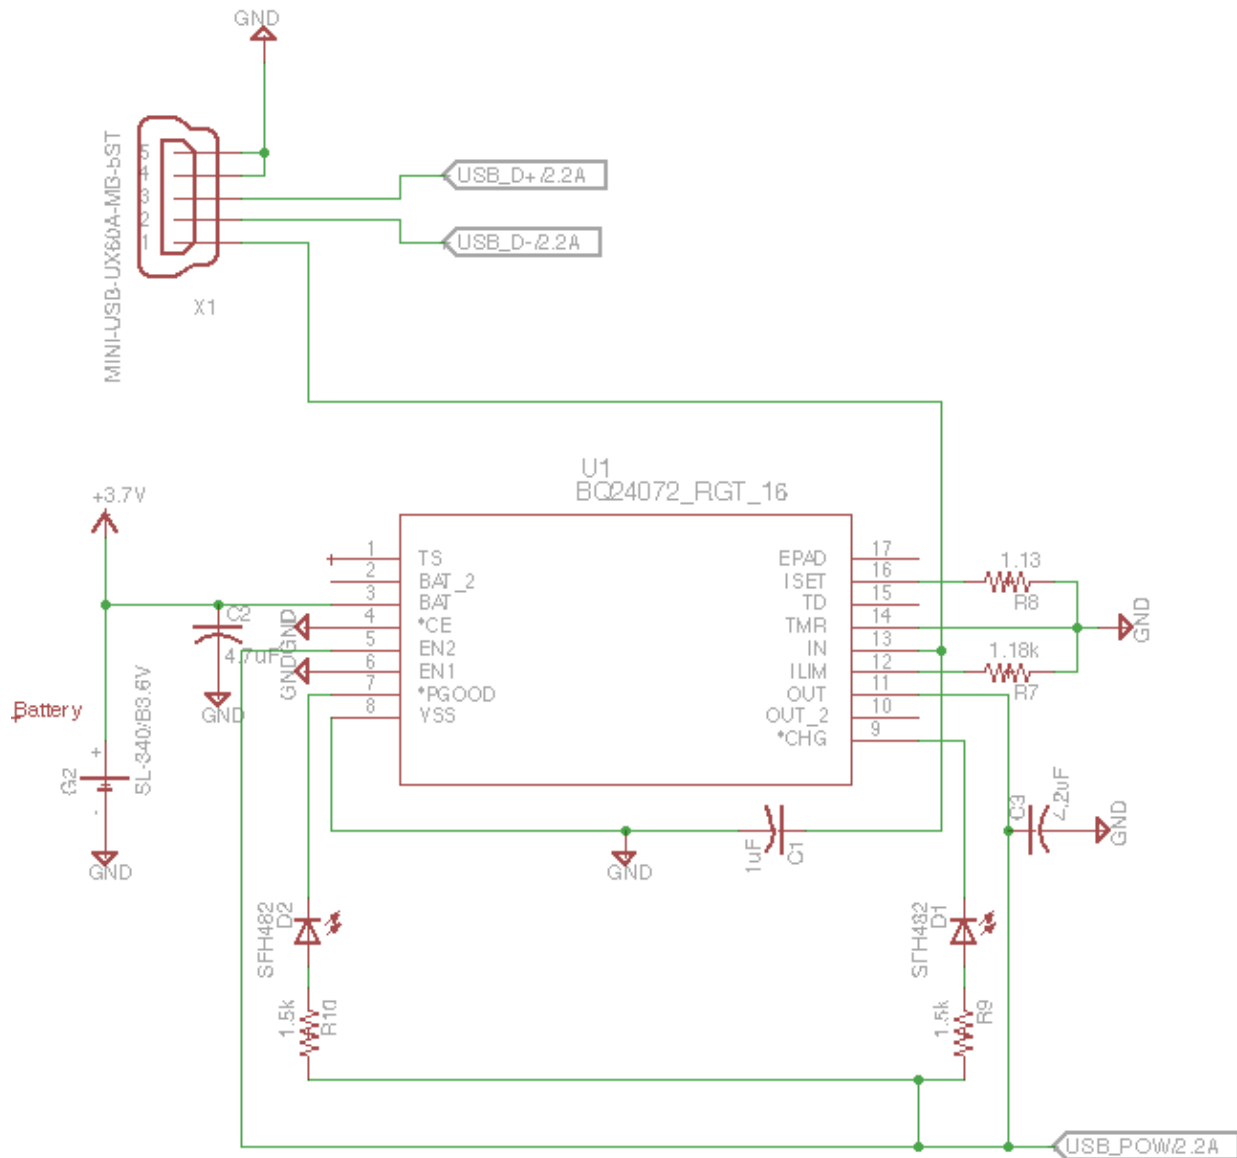 GND
MINI-USB-UX60A-MB-5ST
5
4
3
2
1
X1
USB_D+/2.2A
USB_D-/2.2A
U1
BQ24072_RGT_16
+3.7V
1
TS
2
BAT_2
3
BAT
4
*CE
5
EN2
6
EN1
7
*PGOOD
8
VSS
EPAD
17
ISET
16
TD
15
TMR
14
IN
13
ILIM
12
OUT
11
OUT_2
10
*CHG
9
1.13
R8
1.18k
R7
GND
C2
4.7uF
GND
GND
GND
Battery
+
-
G2
SL-340/B3.6V
GND
GND
1uF
C1
C3
4.2uF
GND
SFH482
D2
SFH482
D1
1.5k
R10
1.5k
R9
USB_POW/2.2A